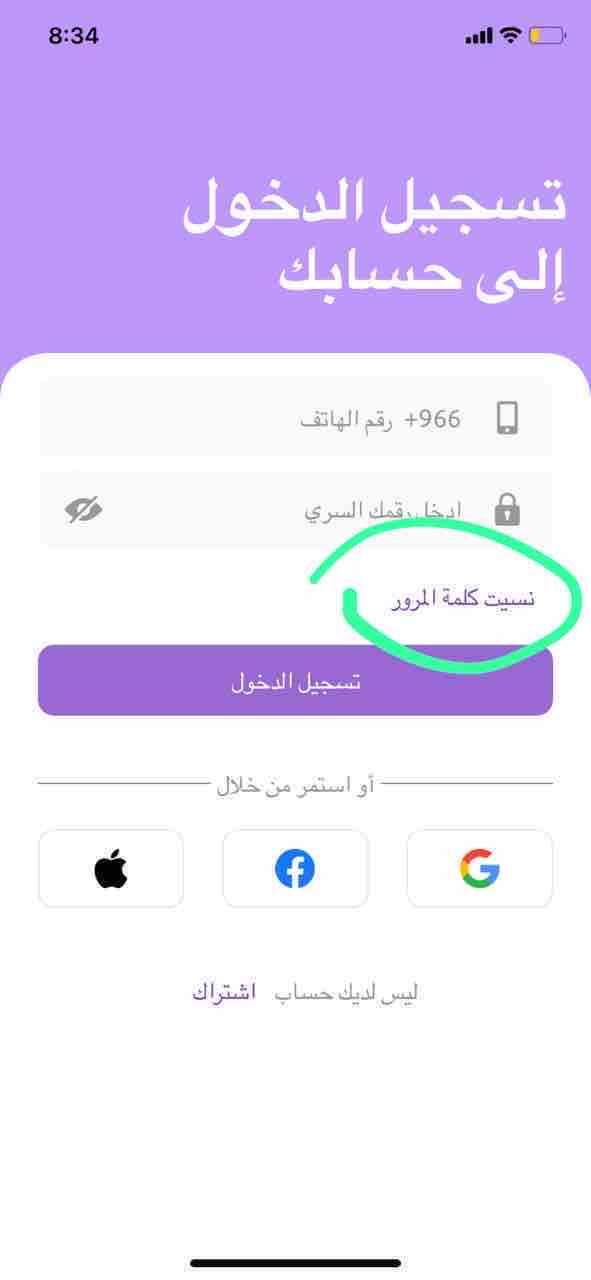 8:34
تسجيل الدخول
إلى حسابك
+966 رقم الهاتف
ادخل رقمك السري
نسيت كلمة المرور
تسجيل الدخول
أو استمر من خلال
ليس لديك حساب اشتراك